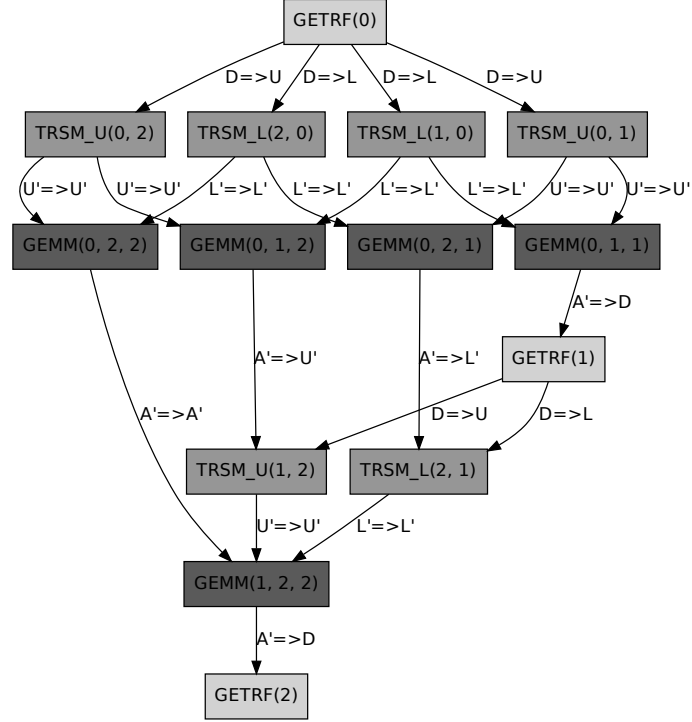 GETRF(0)
D=>U
D=>L
D=>L
D=>U
TRSM_U(0, 2)
TRSM_L(2, 0)
TRSM_L(1, 0)
TRSM_U(0, 1)
U'=>U'
U'=>U'
L'=>L'
L'=>L'
L'=>L'
L'=>L'
U'=>U'
U'=>U'
GEMM(0, 2, 2)
GEMM(0, 1, 2)
GEMM(0, 2, 1)
GEMM(0, 1, 1)
A'=>D
GETRF(1)
A'=>U'
A'=>L'
A'=>A'
D=>U
D=>L
TRSM_U(1, 2)
TRSM_L(2, 1)
U'=>U'
L'=>L'
GEMM(1, 2, 2)
A'=>D
GETRF(2)